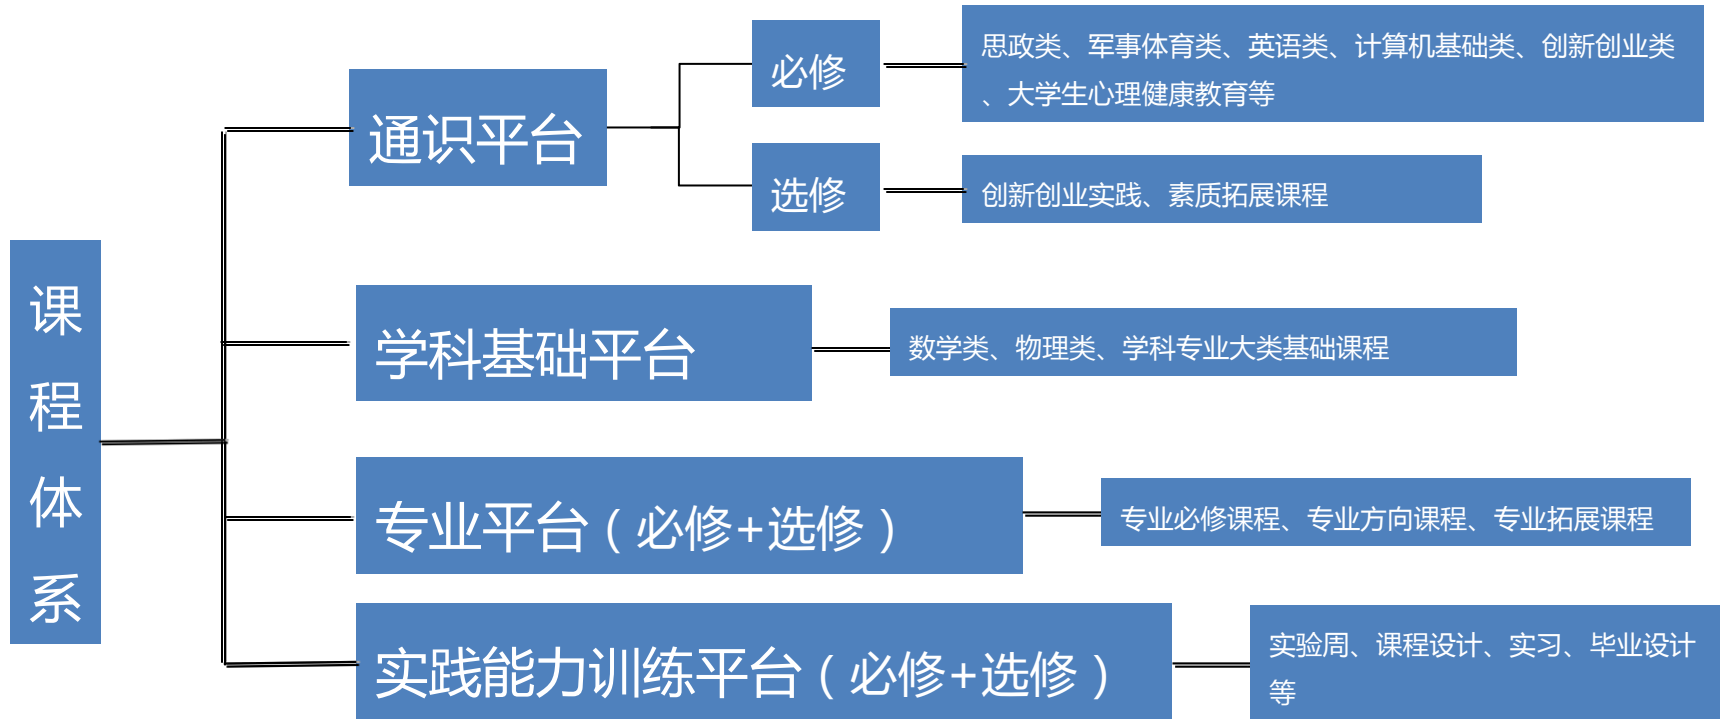 课
程
体
系
通识平台
必修
思政类、军事体育类、英语类、计算机基础类、创新创业类
、大学生心理健康教育等
选修
创新创业实践、素质拓展课程
学科基础平台
数学类、物理类、学科专业大类基础课程
专业平台（必修+选修）
专业必修课程、专业方向课程、专业拓展课程
实践能力训练平台（必修+选修）
实验周、课程设计、实习、毕业设计
等